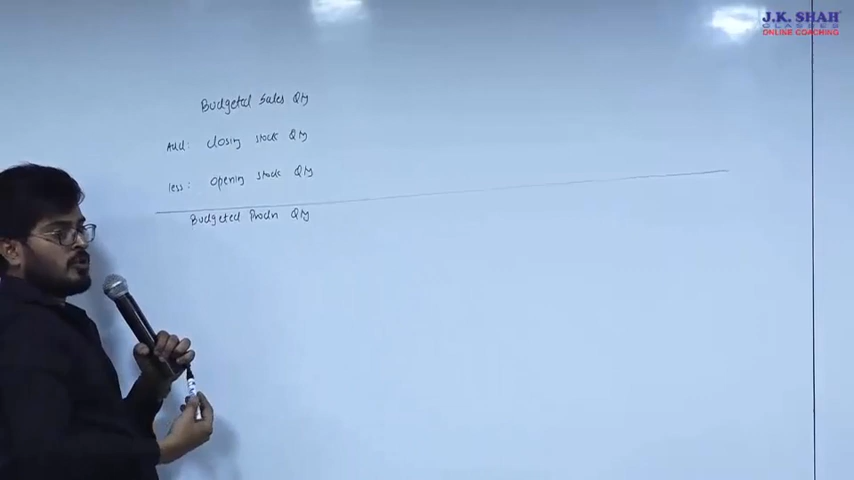 J.K. SHAH
CLASSES
ONLINE COACHING
Budgeted Sales Qty
Add: closing stock Qty
less: opening stock Qty
Budgeted Prodn Qty